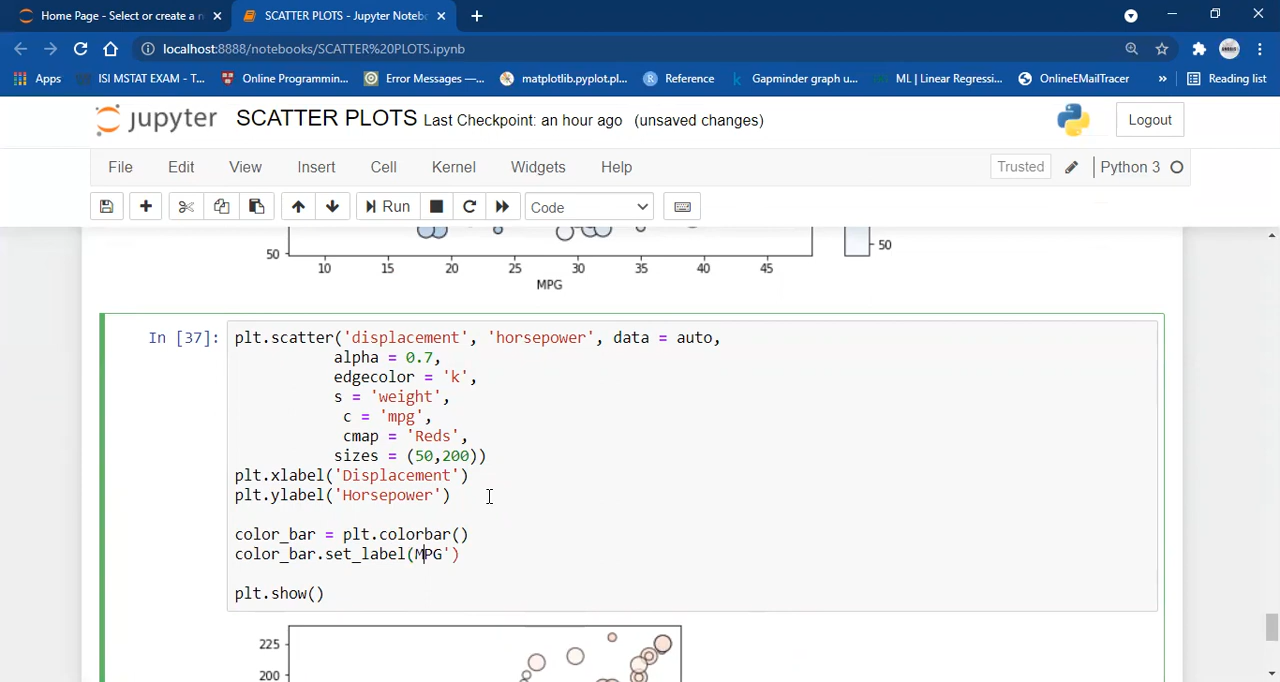 Home Page - Select or create a n
SCATTER PLOTS - Jupyter Noteb
localhost:8888/notebooks/SCATTER%20PLOTS.ipynb
Apps ISI MSTAT EXAM - T... Online Programmin... Error Messages —... matplotlib.pyplot.pl... Reference Gapminder graph u... ML | Linear Regressi... OnlineEMailTracer » Reading list
jupyter SCATTER PLOTS Last Checkpoint: an hour ago (unsaved changes) Logout
File Edit View Insert Cell Kernel Widgets Help Trusted Python 3
Run Code
50 50
10 15 20 25 30 35 40 45
MPG
In [37]: plt.scatter('displacement', 'horsepower', data = auto,
alpha = 0.7,
edgecolor = 'k',
s = 'weight',
c = 'mpg',
cmap = 'Reds',
sizes = (50,200))
plt.xlabel('Displacement')
plt.ylabel('Horsepower')
color_bar = plt.colorbar()
color_bar.set_label(MPG')
plt.show()
225
200